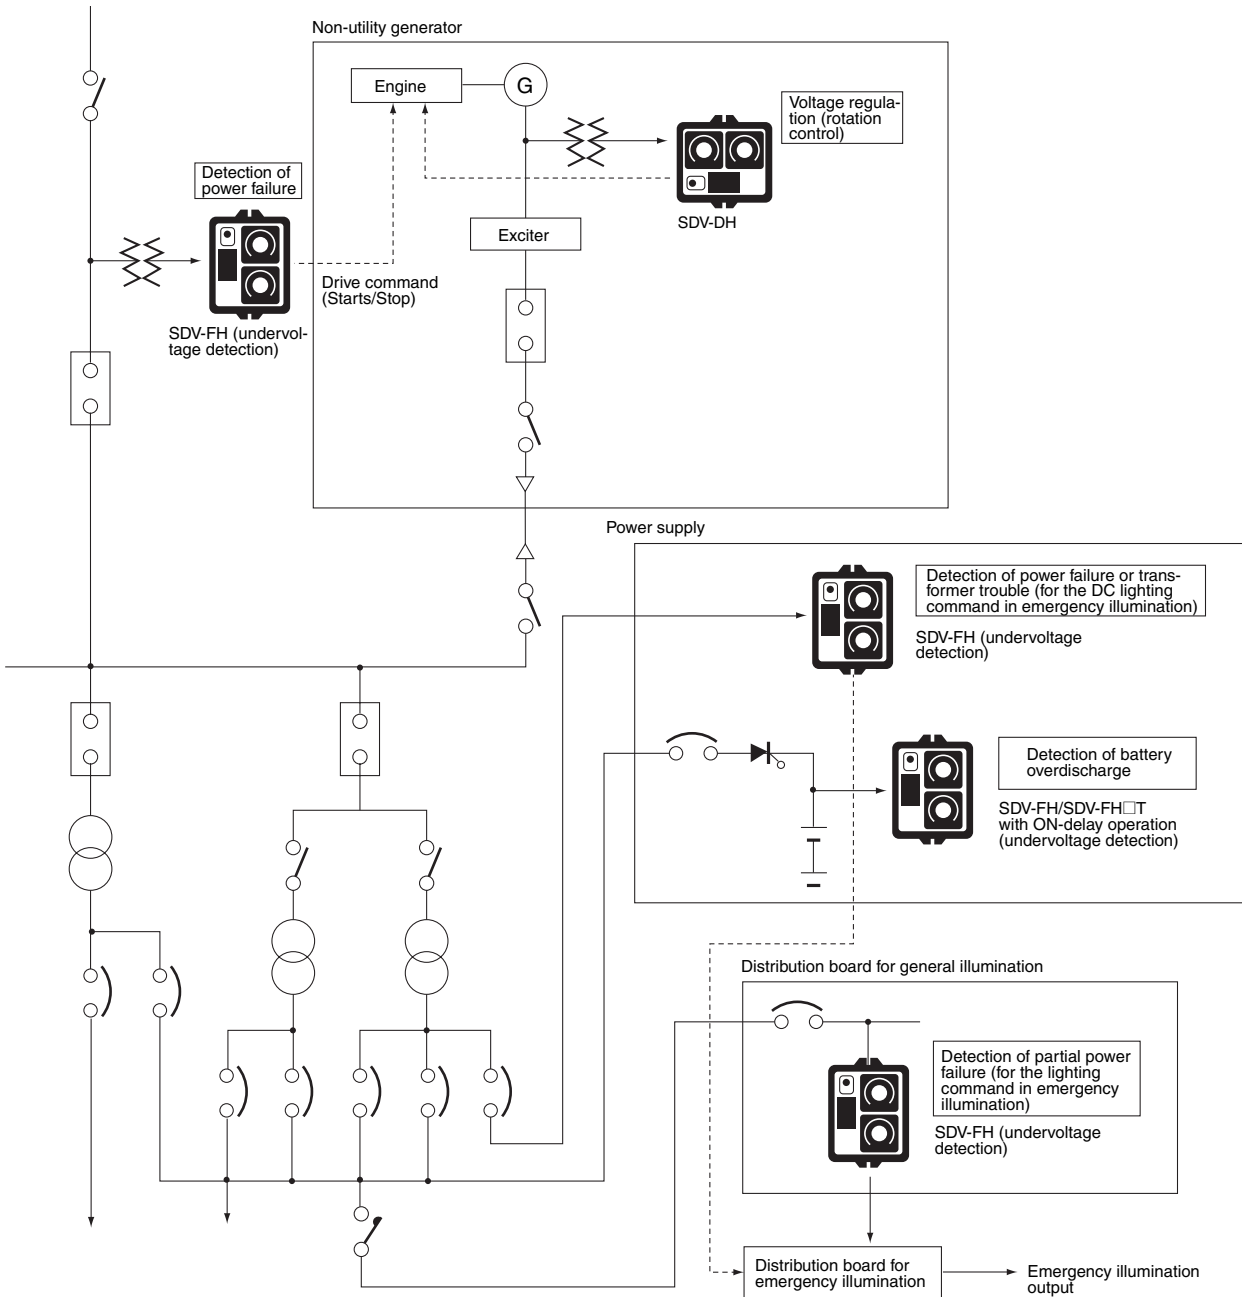 Non-utility generator
Engine
G
Voltage regula-
tion (rotation
control)
SDV-DH
Detection of
power failure
Exciter
Drive command
(Starts/Stop)
SDV-FH (undervol-
tage detection)
Power supply
Detection of power failure or trans-
former trouble (for the DC lighting
command in emergency illumination)
SDV-FH (undervoltage
detection)
Detection of battery
overdischarge
SDV-FH/SDV-FH□T
with ON-delay operation
(undervoltage detection)
Distribution board for general illumination
Detection of partial power
failure (for the lighting
command in emergency
illumination)
SDV-FH (undervoltage
detection)
Distribution board for
emergency illumination
Emergency illumination
output